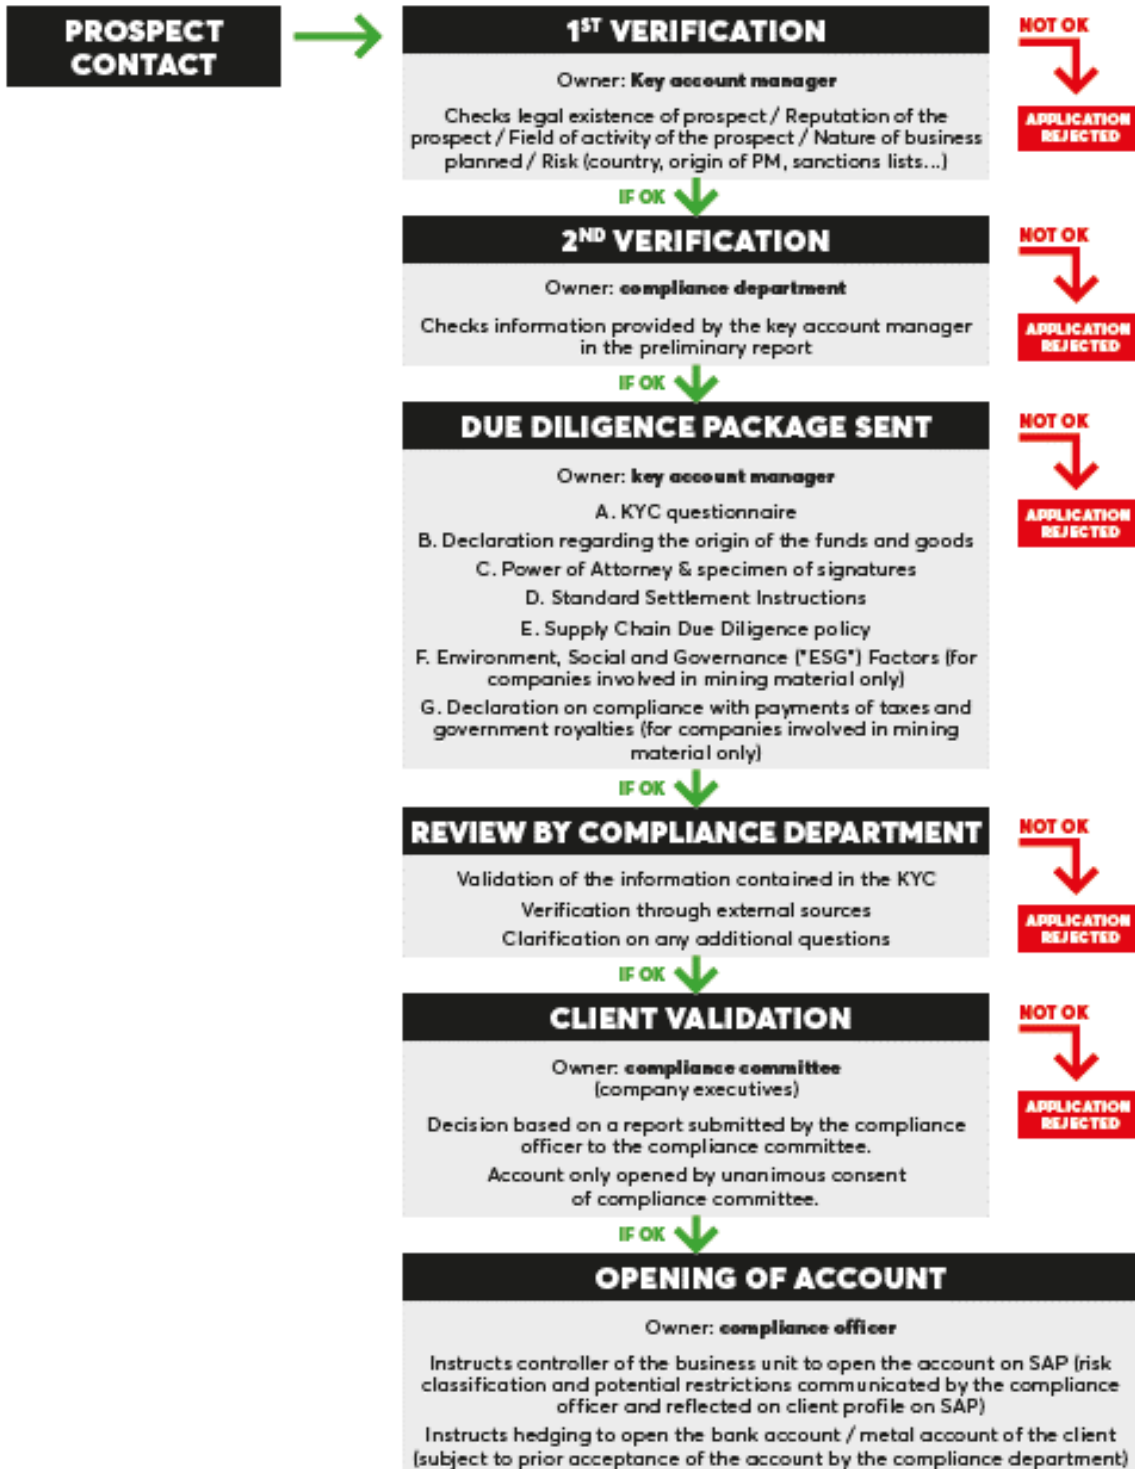 PROSPECT
CONTACT
1ST VERIFICATION
NOT OK
APPLICATION
REJECTED
Owner: Key account manager
Checks legal existence of prospect / Reputation of the
prospect / Field of activity of the prospect / Nature of business
planned / Risk (country, origin of PM, sanctions lists...)
IF OK
2ND VERIFICATION
NOT OK
APPLICATION
REJECTED
Owner: compliance department
Checks information provided by the key account manager
in the preliminary report
IF OK
DUE DILIGENCE PACKAGE SENT
NOT OK
APPLICATION
REJECTED
Owner: key account manager
A. KYC questionnaire
B. Declaration regarding the origin of the funds and goods
C. Power of Attorney & specimen of signatures
D. Standard Settlement Instructions
E. Supply Chain Due Diligence policy
F. Environment, Social and Governance ("ESG") Factors (for
companies involved in mining material only)
G. Declaration on compliance with payments of taxes and
government royalties (for companies involved in mining
material only)
IF OK
REVIEW BY COMPLIANCE DEPARTMENT
NOT OK
APPLICATION
REJECTED
Validation of the information contained in the KYC
Verification through external sources
Clarification on any additional questions
IF OK
CLIENT VALIDATION
NOT OK
APPLICATION
REJECTED
Owner: compliance committee
(company executives)
Decision based on a report submitted by the compliance
officer to the compliance committee.
Account only opened by unanimous consent
of compliance committee.
IF OK
OPENING OF ACCOUNT
Owner: compliance officer
Instructs controller of the business unit to open the account on SAP (risk
classification and potential restrictions communicated by the compliance
officer and reflected on client profile on SAP)
Instructs hedging to open the bank account / metal account of the client
(subject to prior acceptance of the account by the compliance department)